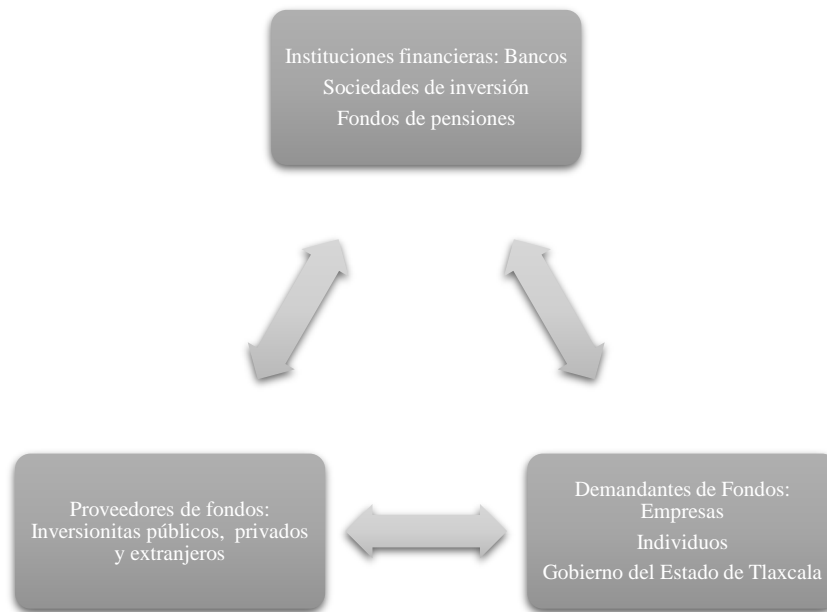 Instituciones financieras: Bancos
Sociedades de inversión
Fondos de pensiones
Proveedores de fondos:
Inversionitas públicos, privados
y extranjeros
Demandantes de Fondos:
Empresas
Individuos
Gobierno del Estado de Tlaxcala